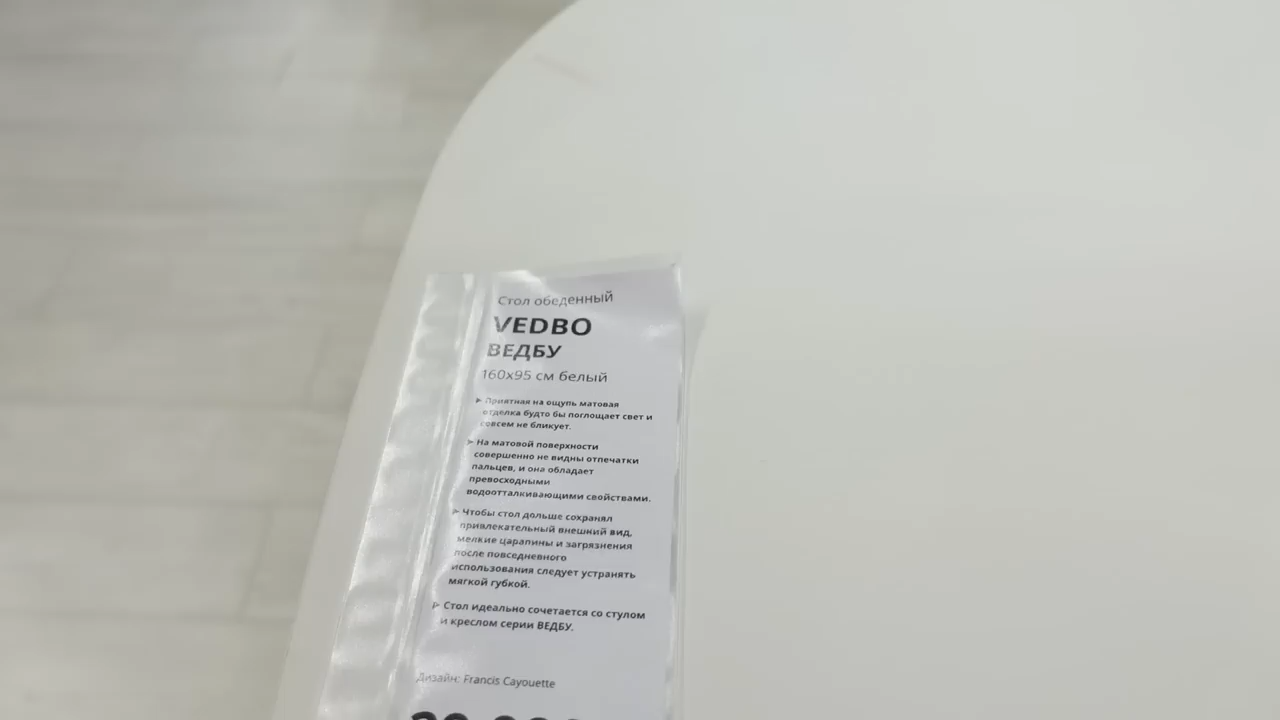 Стол обеденный
VEDBO
ВЕДБУ
160x95 см белый
➤ Приятная на ощупь матовая
отделка будто бы поглощает свет и
совсем не бликует.
➤ На матовой поверхности
совершенно не видны отпечатки
пальцев, и она обладает
превосходными
водоотталкивающими свойствами.
➤ Чтобы стол дольше сохранял
привлекательный внешний вид,
мелкие царапины и загрязнения
после повседневного
использования следует устранять
мягкой губкой.
➤ Стол идеально сочетается со стулом
и креслом серии ВЕДБУ.
Дизайн: Francis Cayouette